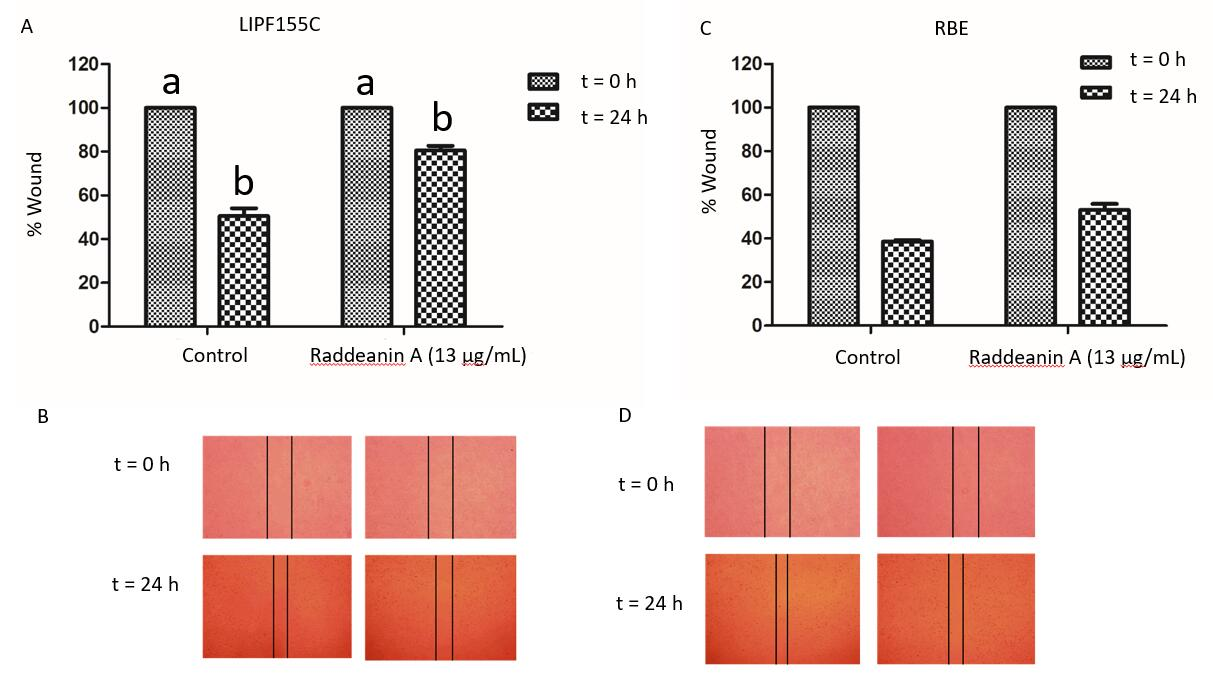 A
LIPF155C
120
100
80
60
40
20
0
% Wound
a
b
a
b
t = 0 h
t = 24 h
Control
Raddeanin A (13 µg/mL)
C
RBE
120
100
80
60
40
20
0
% Wound
t = 0 h
t = 24 h
Control
Raddeanin A (13 µg/mL)
B
t = 0 h
t = 24 h
D
t = 0 h
t = 24 h